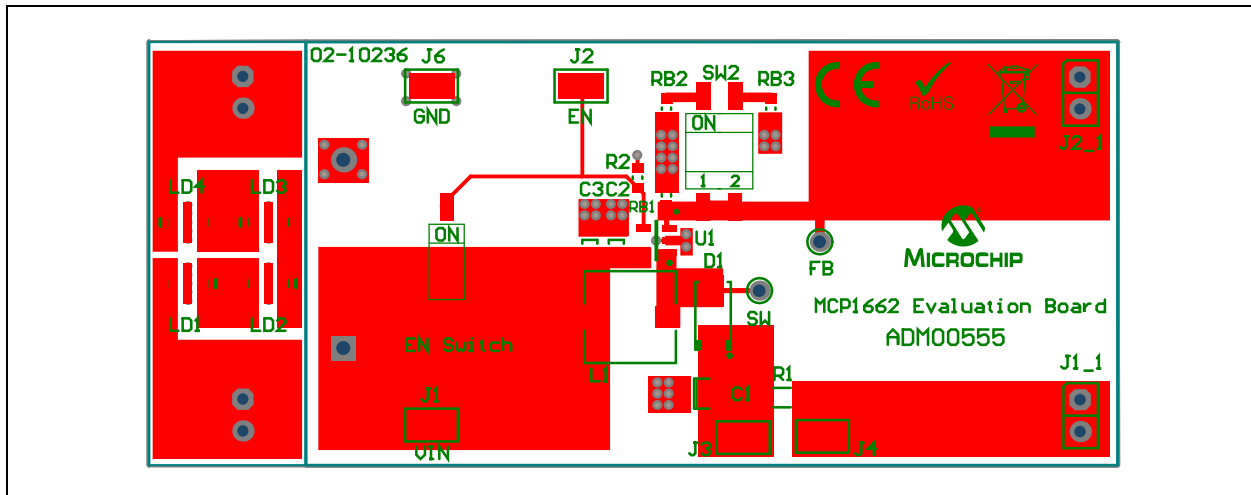 02-10236
J6
J2
RB2
SW2
RB3
CE
RoHS
GND
EN
ON
J2_1
R2
LD4
LD3
C3
C2
1
2
RB1
ON
U1
MICROCHIP
D1
FB
MCP1662 Evaluation Board
SW
LD1
LD2
EN Switch
ADM00555
L1
R1
J1_1
J1
C1
J3
J4
VIN